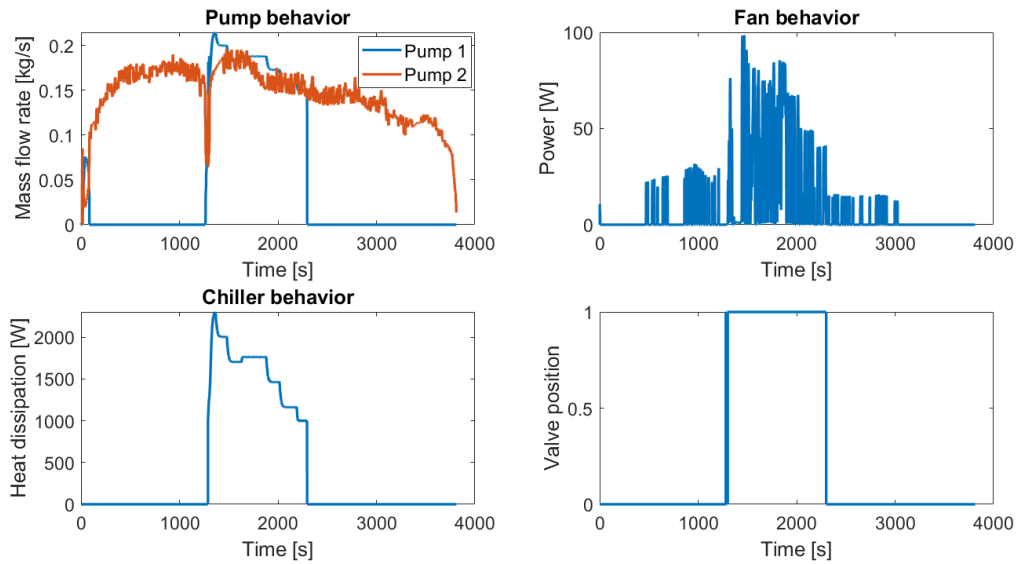 Pump behavior
Mass flow rate [kg/s]
0.2
0.15
0.1
0.05
0
0 1000 2000 3000 4000
Time [s]
Pump 1
Pump 2
Fan behavior
Power [W]
100
50
0
0 1000 2000 3000 4000
Time [s]
Chiller behavior
Heat dissipation [W]
2000
1500
1000
500
0
0 1000 2000 3000 4000
Time [s]
Valve position
1
0.5
0
0 1000 2000 3000 4000
Time [s]